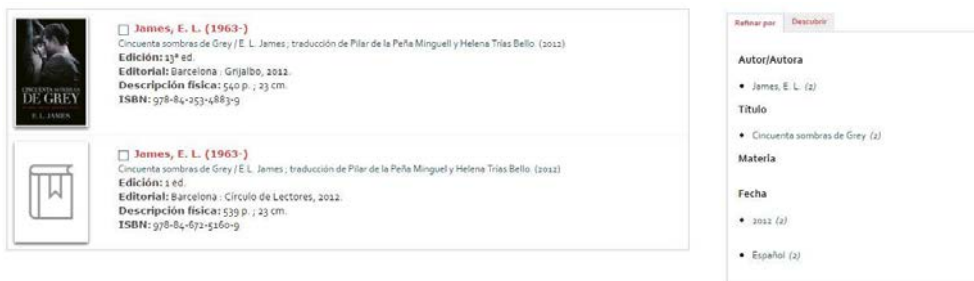 CINCUENTA SOMBRAS
DE GREY
E L JAMES
James, E. L. (1963-)
Cincuenta sombras de Grey / E. L. James ; traducción de Pilar de la Peña Minguell y Helena Trías Bello. (2012)
Edición: 13ª ed.
Editorial: Barcelona : Grijalbo, 2012.
Descripción física: 540 p. ; 23 cm.
ISBN: 978-84-253-4883-9
James, E. L. (1963-)
Cincuenta sombras de Grey / E.L. James ; traducción de Pilar de la Peña Minguel y Helena Trías Bello. (2012)
Edición: 1 ed.
Editorial: Barcelona : Círculo de Lectores, 2012.
Descripción física: 539 p. ; 23 cm.
ISBN: 978-84-672-5160-9
Refinar por Descubrir
Autor/Autora
James, E. L. (2)
Título
Cincuenta sombras de Grey (2)
Materia
Fecha
2012 (2)
Español (2)